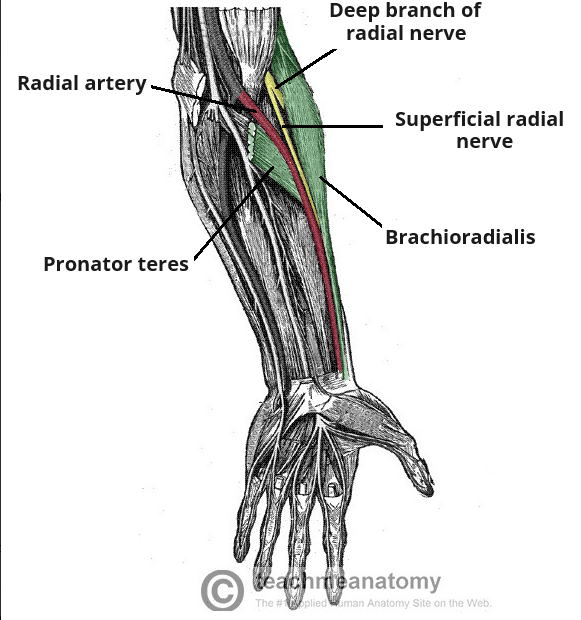 Deep branch of
radial nerve
Radial artery
Superficial radial
nerve
Brachioradialis
Pronator teres
© teachmeanatomy
The #1 Applied Human Anatomy Site on the Web.